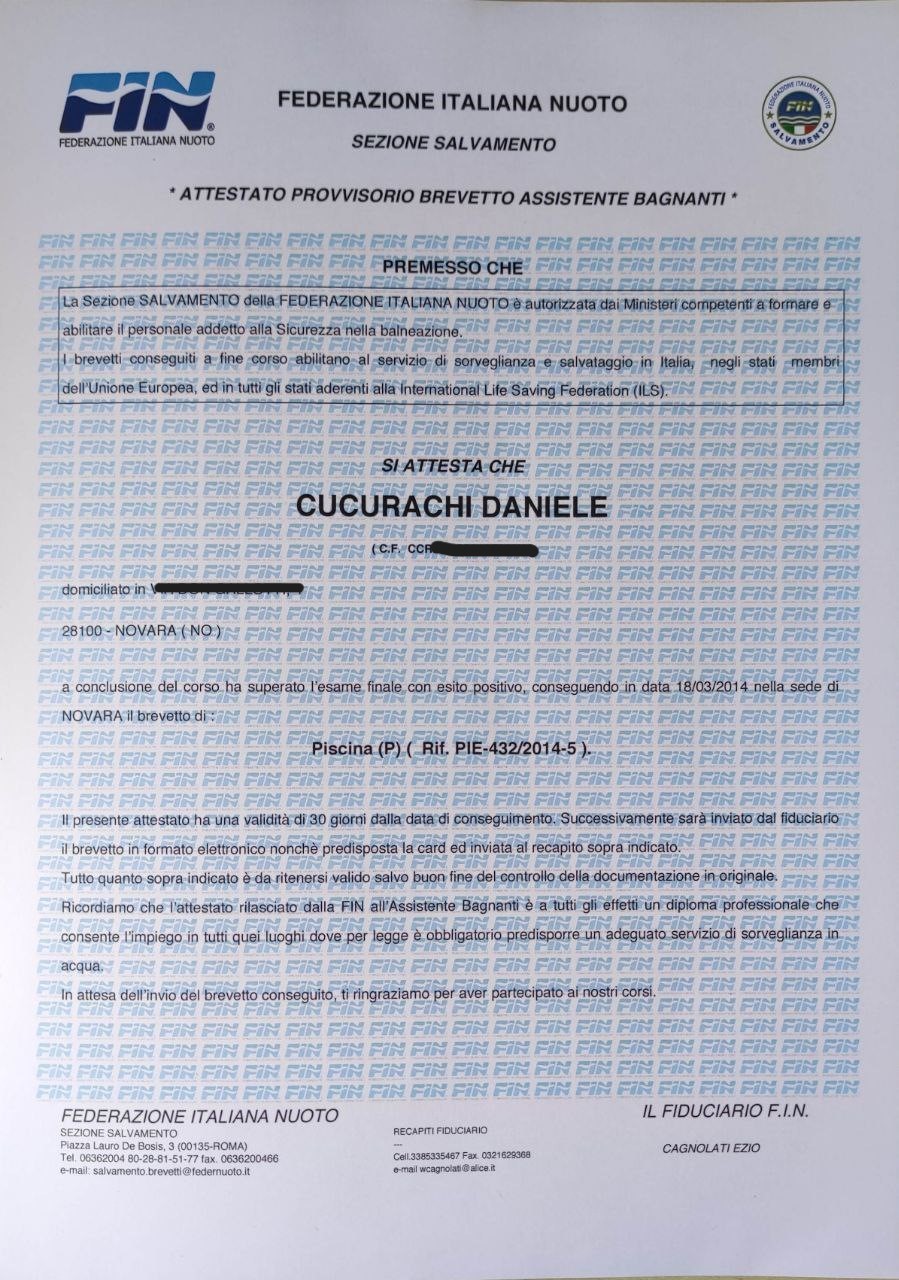 FIN
FEDERAZIONE ITALIANA NUOTO
FEDERAZIONE ITALIANA NUOTO
SEZIONE SALVAMENTO
FEDERAZIONE ITALIANA NUOTO
FIN
SALVAMENTO
* ATTESTATO PROVVISORIO BREVETTO ASSISTENTE BAGNANTI *
PREMESSO CHE
La Sezione SALVAMENTO della FEDERAZIONE ITALIANA NUOTO è autorizzata dai Ministeri competenti a formare e
abilitare il personale addetto alla Sicurezza nella balneazione.
I brevetti conseguiti a fine corso abilitano al servizio di sorveglianza e salvataggio in Italia, negli stati membri
dell'Unione Europea, ed in tutti gli stati aderenti alla International Life Saving Federation (ILS).
SI ATTESTA CHE
CUCURACHI DANIELE
( C.F. CCR
domiciliato in
28100 - NOVARA ( NO )
a conclusione del corso ha superato l'esame finale con esito positivo, conseguendo in data 18/03/2014 nella sede di
NOVARA il brevetto di :
Piscina (P) ( Rif. PIE-432/2014-5 ).
Il presente attestato ha una validità di 30 giorni dalla data di conseguimento. Successivamente sarà inviato dal fiduciario
il brevetto in formato elettronico nonchè predisposta la card ed inviata al recapito sopra indicato.
Tutto quanto sopra indicato è da ritenersi valido salvo buon fine del controllo della documentazione in originale.
Ricordiamo che l'attestato rilasciato dalla FIN all'Assistente Bagnanti è a tutti gli effetti un diploma professionale che
consente l'impiego in tutti quei luoghi dove per legge è obbligatorio predisporre un adeguato servizio di sorveglianza in
acqua.
In attesa dell'invio del brevetto conseguito, ti ringraziamo per aver partecipato ai nostri corsi.
FEDERAZIONE ITALIANA NUOTO
SEZIONE SALVAMENTO
Piazza Lauro De Bosis, 3 (00135-ROMA)
Tel. 06362004 80-28-81-51-77 fax. 0636200466
e-mail: salvamento.brevetti@federnuoto.it
RECAPITI FIDUCIARIO
---
Cell.3385335467 Fax. 0321629368
e-mail wcagnolati@alice.it
IL FIDUCIARIO F.I.N.
CAGNOLATI EZIO